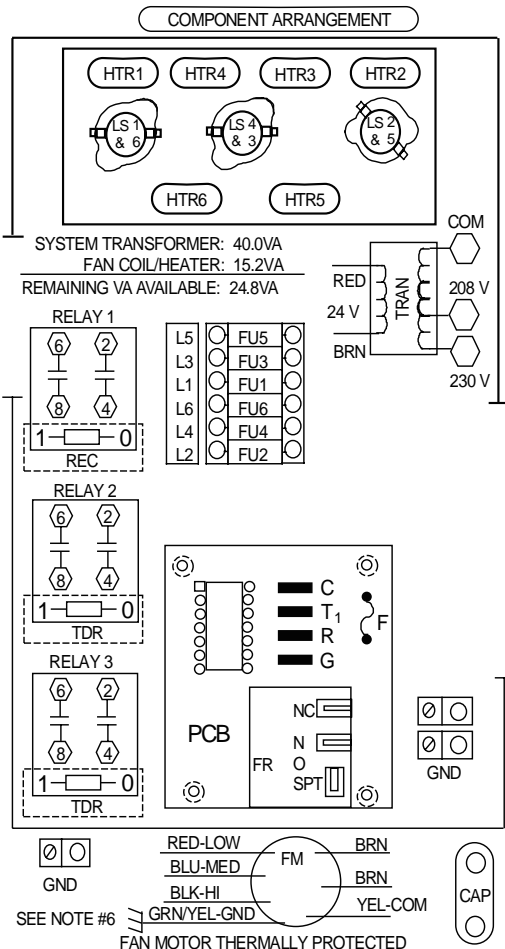 COMPONENT ARRANGEMENT
HTR1 HTR4 HTR3 HTR2
LS 1 & 6
LS 4 & 3
LS 2 & 5
HTR6 HTR5
SYSTEM TRANSFORMER: 40.0VA
FAN COIL/HEATER: 15.2VA
REMAINING VA AVAILABLE: 24.8VA
COM
RED
24 V
BRN
TRAN
208 V
230 V
RELAY 1
6 2
8 4
1 0
REC
L5 FU5
L3 FU3
L1 FU1
L6 FU6
L4 FU4
L2 FU2
RELAY 2
6 2
8 4
1 0
TDR
RELAY 3
6 2
8 4
1 0
TDR
C
T1
R
G
F
PCB
NC
N
O
FR
SPT
GND
GND
RED-LOW
BLU-MED
BLK-HI
GRN/YEL-GND
FM
BRN
BRN
YEL-COM
CAP
SEE NOTE #6
FAN MOTOR THERMALLY PROTECTED